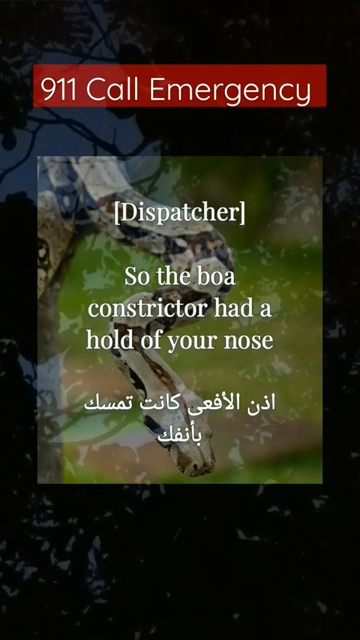 911 Call Emergency
[Dispatcher]
So the boa
constrictor had a
hold of your nose
اذن الأفعى كانت تمسك
بأنفك